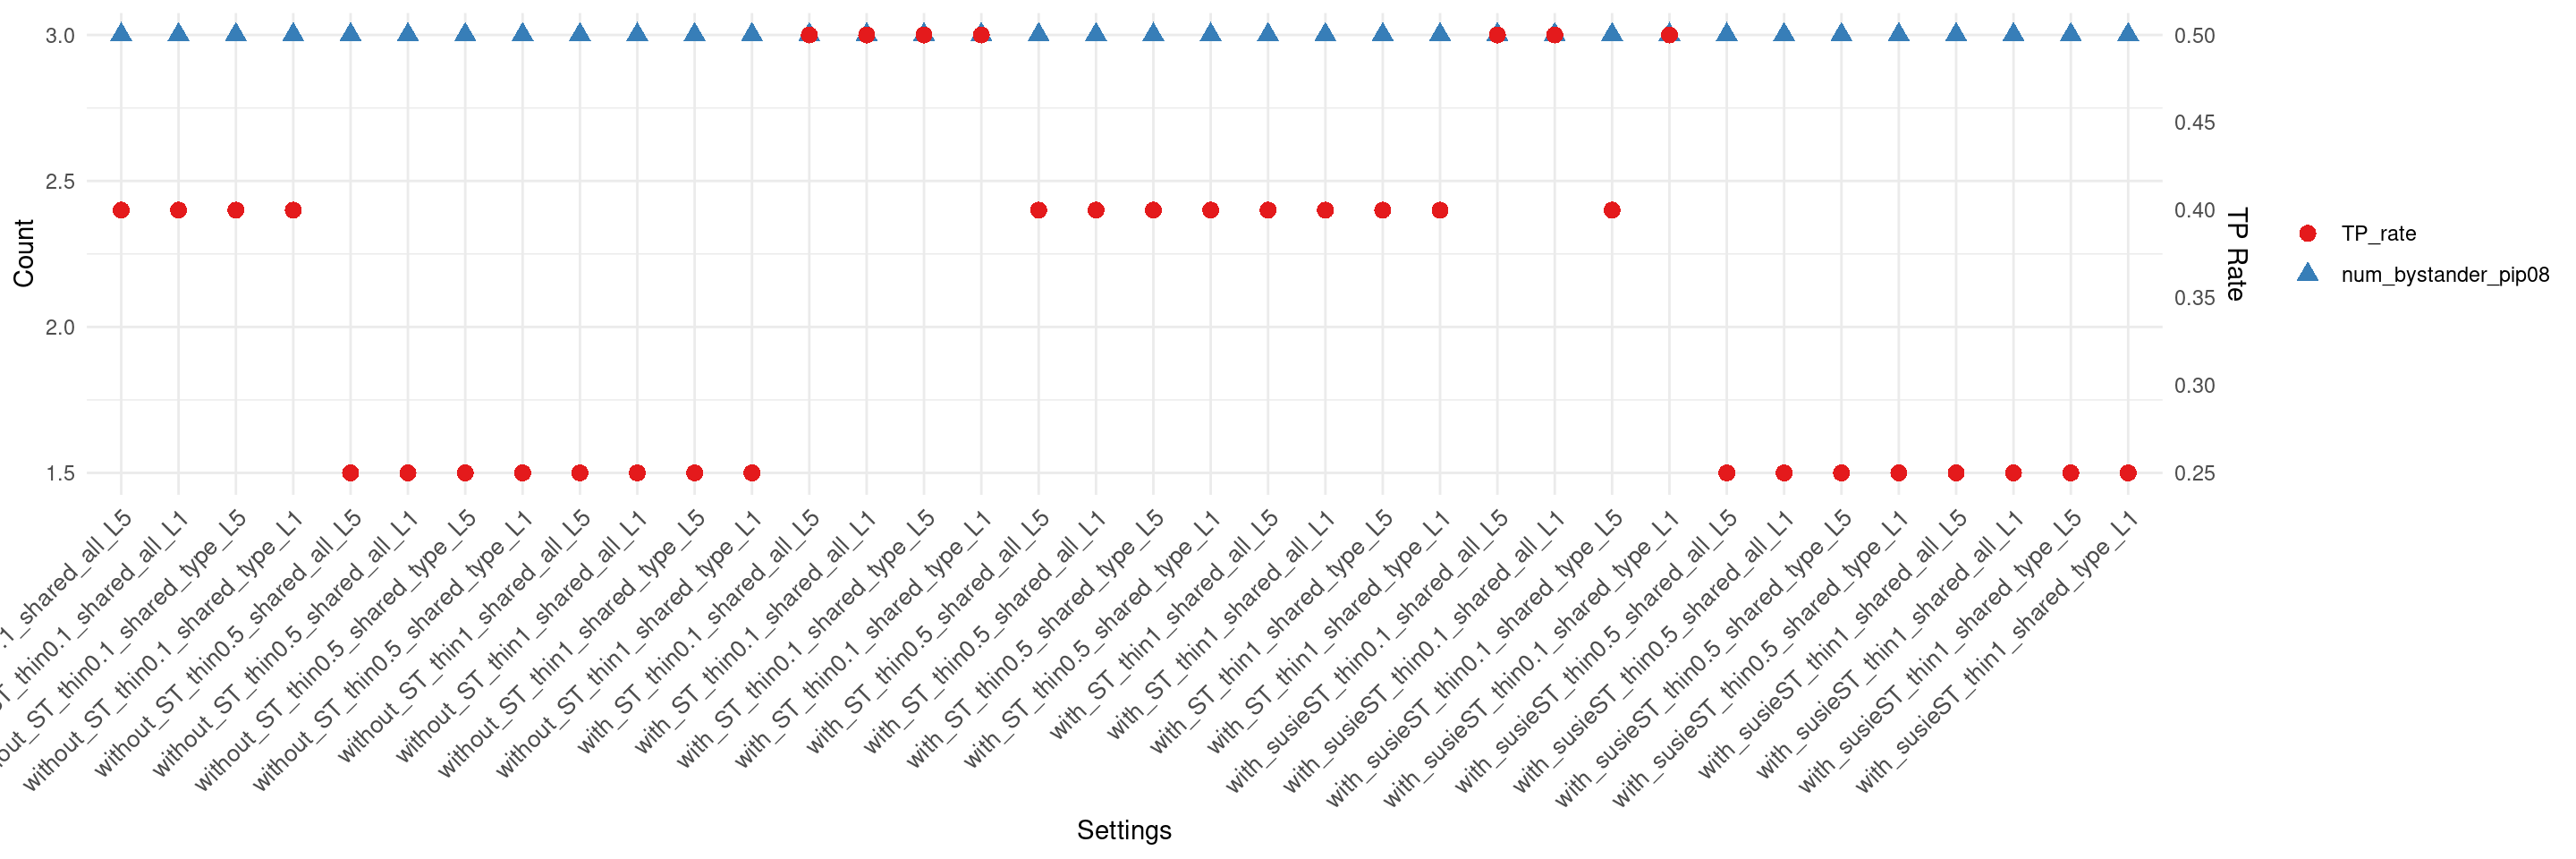 3.0
2.5
2.0
1.5
Count
0.50
0.45
0.40
0.35
0.30
0.25
TP Rate
TP_rate
num_bystander_pip08
.1_shared_all_L5
ST_thin0.1_shared_all_L1
out_ST_thin0.1_shared_type_L5
without_ST_thin0.1_shared_type_L1
without_ST_thin0.5_shared_all_L5
without_ST_thin0.5_shared_all_L1
without_ST_thin0.5_shared_type_L5
without_ST_thin0.5_shared_type_L1
without_ST_thin1_shared_all_L5
without_ST_thin1_shared_all_L1
without_ST_thin1_shared_type_L5
without_ST_thin1_shared_type_L1
with_ST_thin0.1_shared_all_L5
with_ST_thin0.1_shared_all_L1
with_ST_thin0.1_shared_type_L5
with_ST_thin0.1_shared_type_L1
with_ST_thin0.5_shared_all_L5
with_ST_thin0.5_shared_all_L1
with_ST_thin0.5_shared_type_L5
with_ST_thin0.5_shared_type_L1
with_ST_thin1_shared_all_L5
with_ST_thin1_shared_all_L1
with_ST_thin1_shared_type_L5
with_ST_thin1_shared_type_L1
with_susieST_thin0.1_shared_all_L5
with_susieST_thin0.1_shared_all_L1
with_susieST_thin0.1_shared_type_L5
with_susieST_thin0.1_shared_type_L1
with_susieST_thin0.5_shared_all_L5
with_susieST_thin0.5_shared_all_L1
with_susieST_thin0.5_shared_type_L5
with_susieST_thin0.5_shared_type_L1
with_susieST_thin1_shared_all_L5
with_susieST_thin1_shared_all_L1
with_susieST_thin1_shared_type_L5
with_susieST_thin1_shared_type_L1
Settings